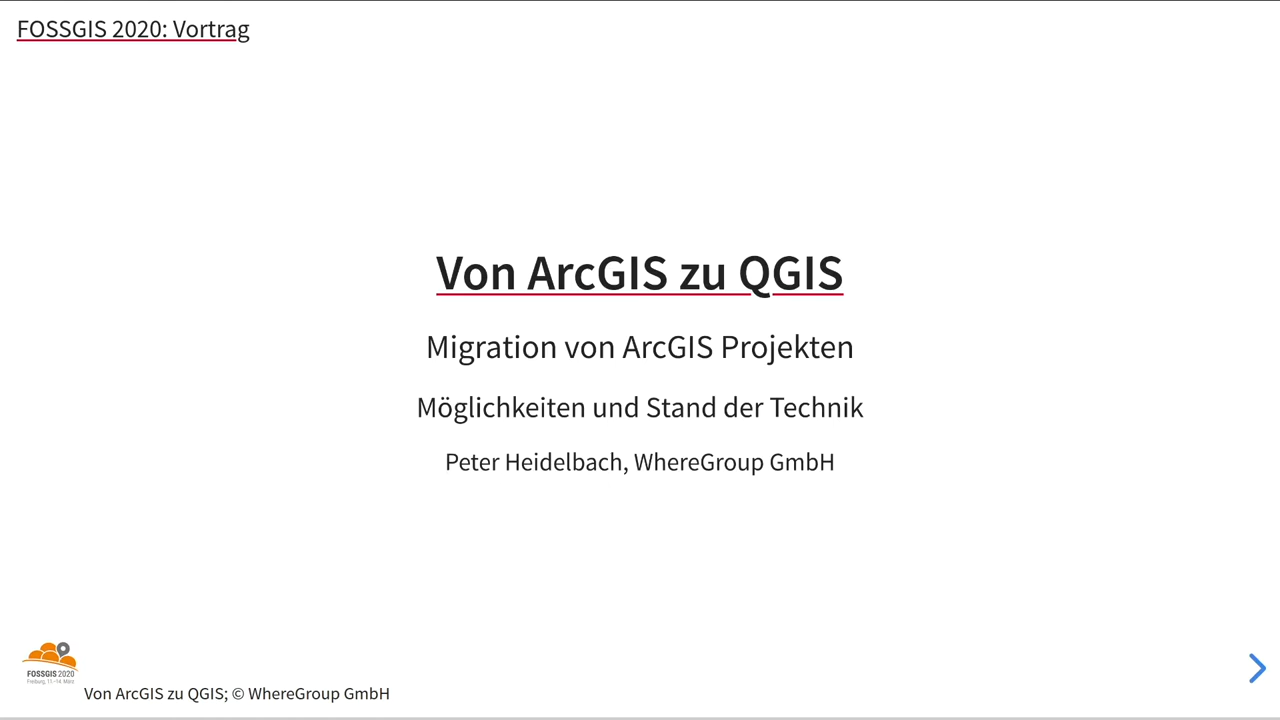 FOSSGIS 2020: Vortrag
Von ArcGIS zu QGIS
Migration von ArcGIS Projekten
Möglichkeiten und Stand der Technik
Peter Heidelbach, WhereGroup GmbH
FOSSGIS 2020
Freiburg, 11.-14. März
Von ArcGIS zu QGIS; © WhereGroup GmbH